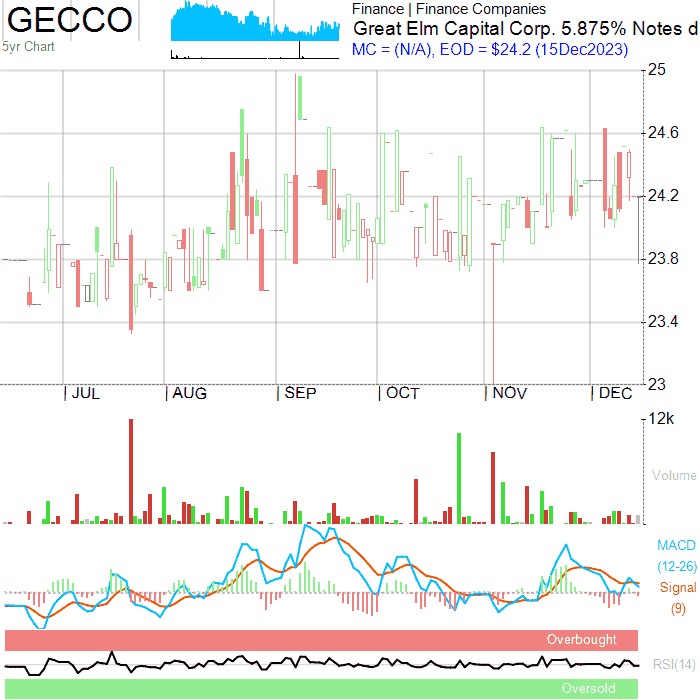 GECCO
5yr Chart
Finance | Finance Companies
Great Elm Capital Corp. 5.875% Notes d
MC = (N/A), EOD = $24.2 (15Dec2023)
25
24.6
24.2
23.8
23.4
23
JUL AUG SEP OCT NOV DEC
12k
Volume
MACD
(12-26)
Signal
(9)
Overbought
RSI(14)
Oversold